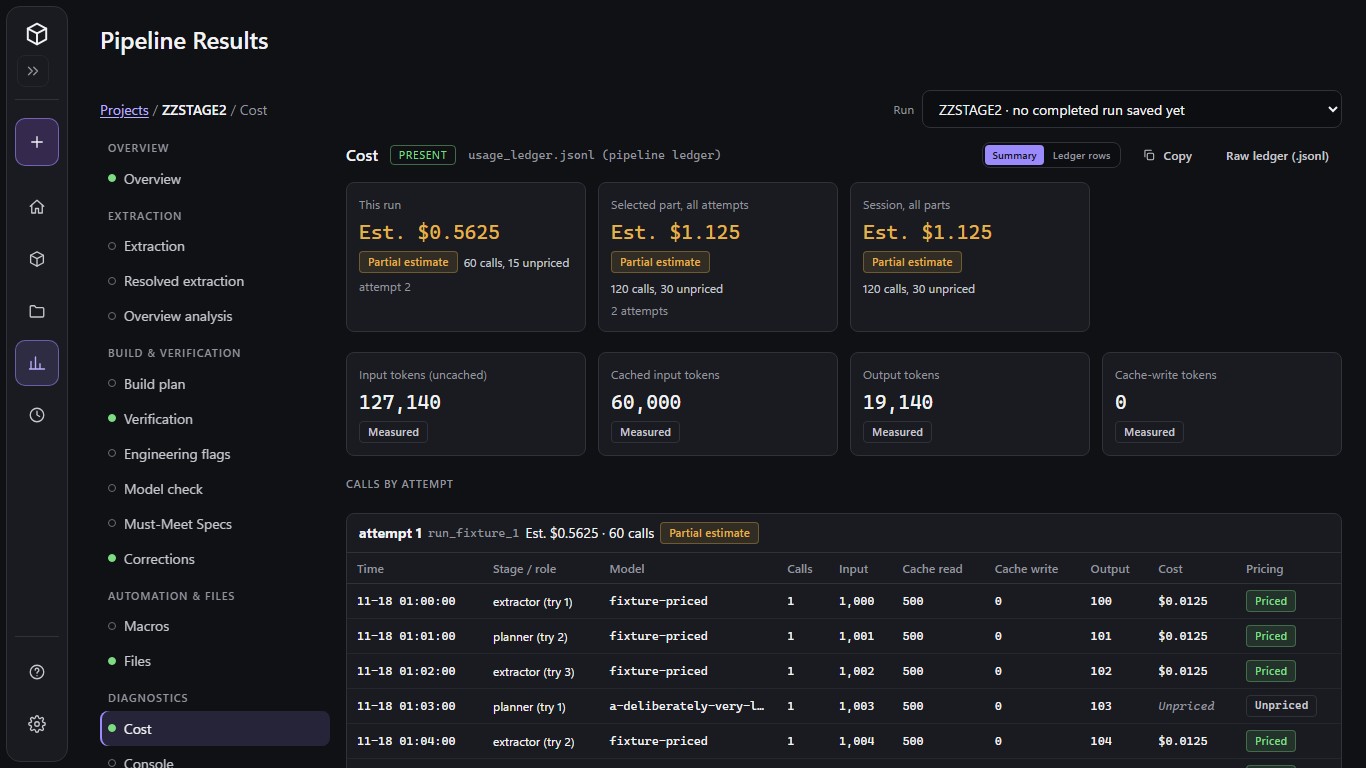 Pipeline Results
Projects / ZZSTAGE2 / Cost
Run
ZZSTAGE2 · no completed run saved yet
OVERVIEW
Overview
EXTRACTION
Extraction
Resolved extraction
Overview analysis
BUILD & VERIFICATION
Build plan
Verification
Engineering flags
Model check
Must-Meet Specs
Corrections
AUTOMATION & FILES
Macros
Files
DIAGNOSTICS
Cost
Console
Cost PRESENT usage_ledger.jsonl (pipeline ledger)
Summary Ledger rows Copy Raw ledger (.jsonl)
This run
Est. $0.5625
Partial estimate 60 calls, 15 unpriced
attempt 2
Selected part, all attempts
Est. $1.125
Partial estimate
120 calls, 30 unpriced
2 attempts
Session, all parts
Est. $1.125
Partial estimate
120 calls, 30 unpriced
Input tokens (uncached)
127,140
Measured
Cached input tokens
60,000
Measured
Output tokens
19,140
Measured
Cache-write tokens
0
Measured
CALLS BY ATTEMPT
attempt 1 run_fixture_1 Est. $0.5625 · 60 calls Partial estimate
Time Stage / role Model Calls Input Cache read Cache write Output Cost Pricing
11-18 01:00:00 extractor (try 1) fixture-priced 1 1,000 500 0 100 $0.0125 Priced
11-18 01:01:00 planner (try 2) fixture-priced 1 1,001 500 0 101 $0.0125 Priced
11-18 01:02:00 extractor (try 3) fixture-priced 1 1,002 500 0 102 $0.0125 Priced
11-18 01:03:00 planner (try 1) a-deliberately-very-l… 1 1,003 500 0 103 Unpriced Unpriced
11-18 01:04:00 extractor (try 2) fixture-priced 1 1,004 500 0 104 $0.0125 Priced